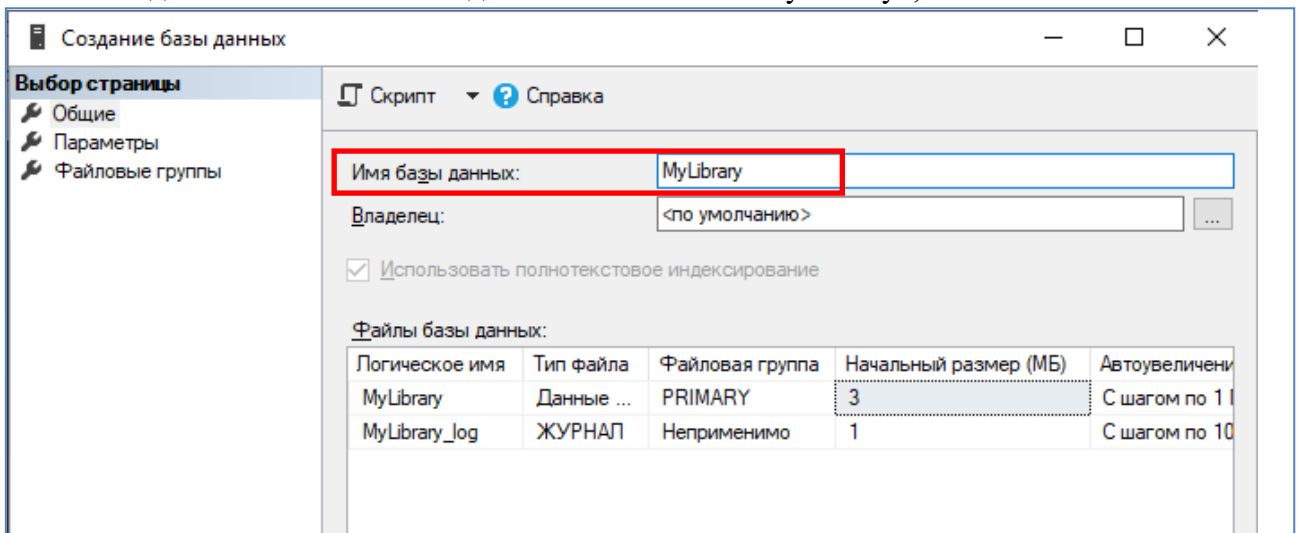 Создание базы данных
Выбор страницы
Общие
Параметры
Файловые группы
Скрипт
Справка
Имя базы данных: MyLibrary
Владелец: <по умолчанию>
...
Использовать полнотекстовое индексирование
Файлы базы данных:
Логическое имя Тип файла Файловая группа Начальный размер (МБ) Автоувеличени
MyLibrary Данные ... PRIMARY 3 С шагом по 1
MyLibrary_log ЖУРНАЛ Неприменимо 1 С шагом по 10